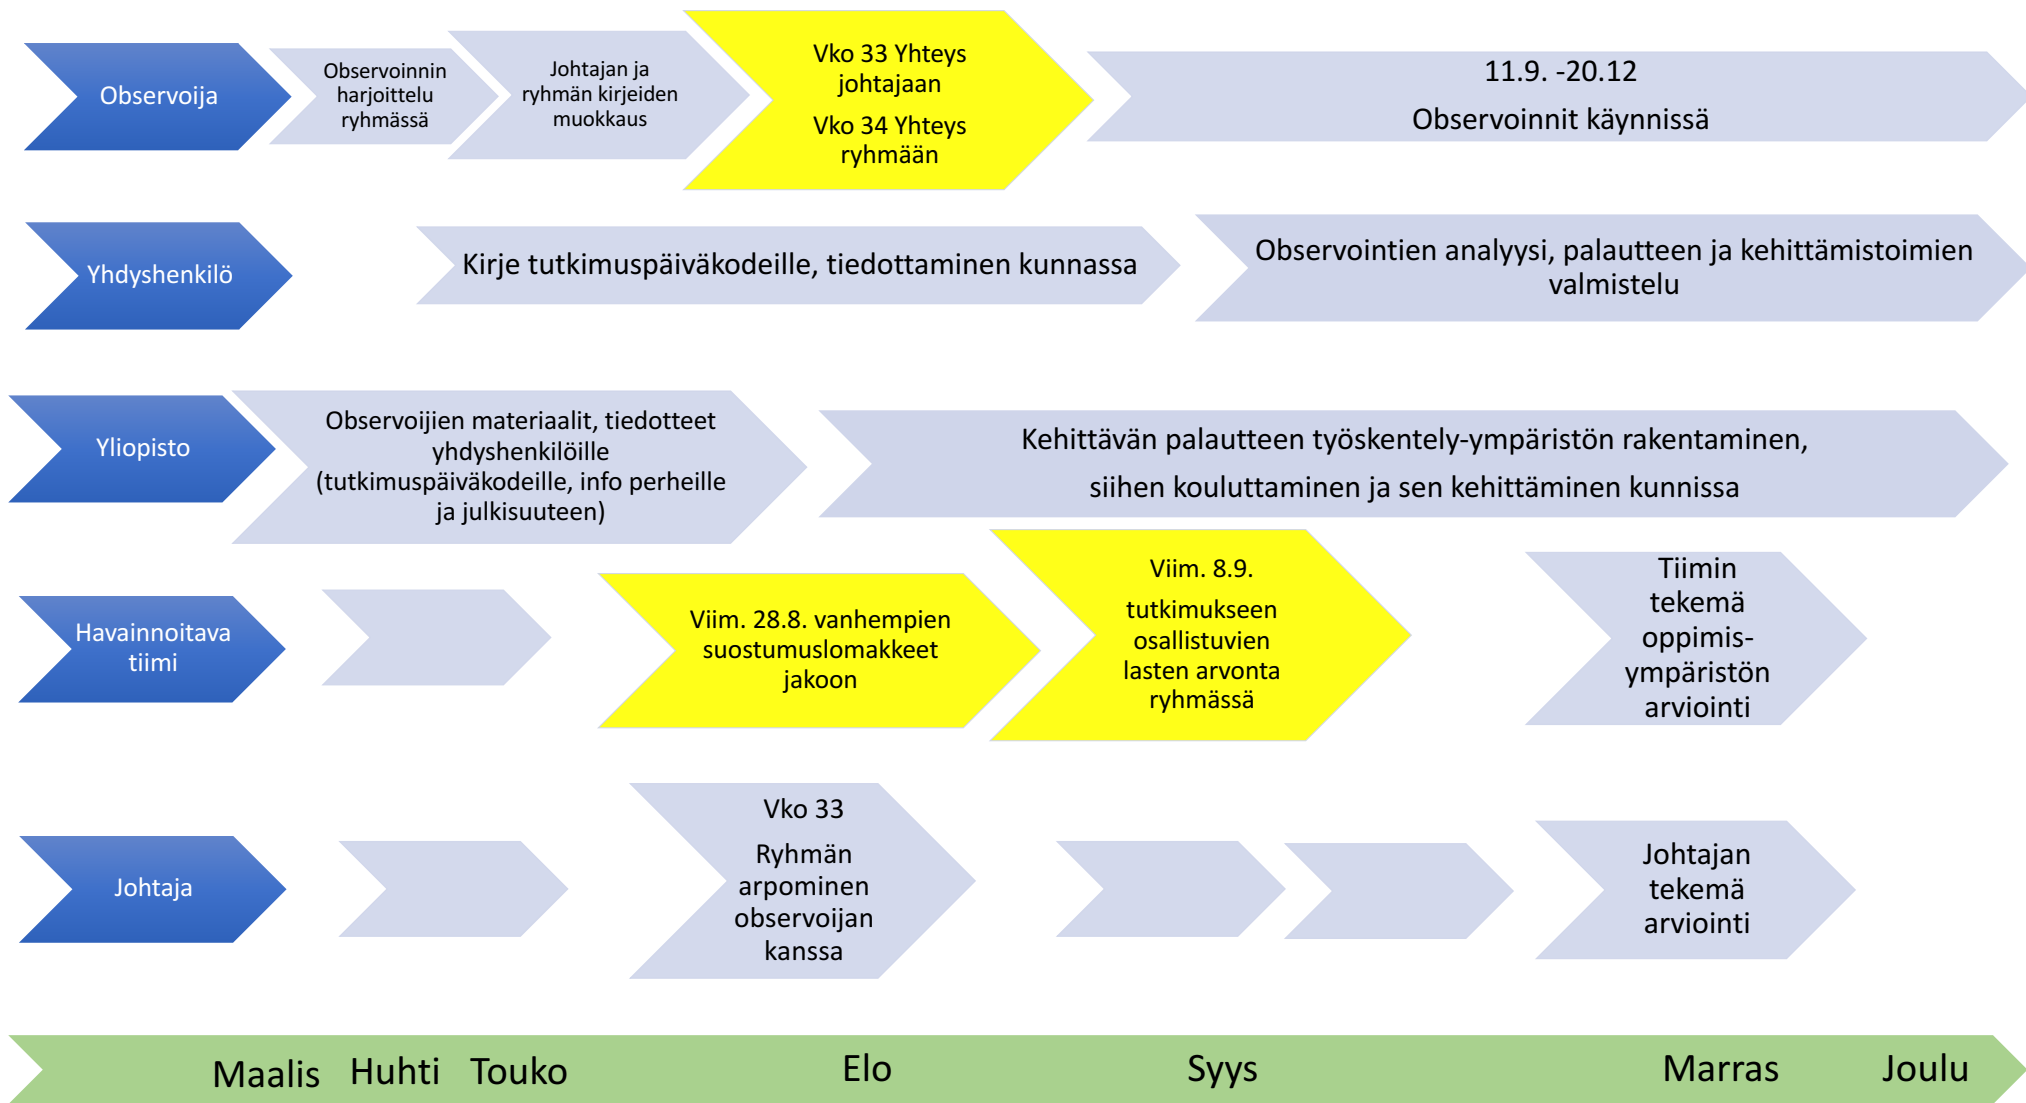 Observoija
Observoinnin
harjoittelu
ryhmässä
Johtajan ja
ryhmän kirjeiden
muokkaus
Vko 33 Yhteys
johtajaan
Vko 34 Yhteys
ryhmään
11.9. -20.12
Observoinnit käynnissä
Yhdyshenkilö
Kirje tutkimuspäiväkodeille, tiedottaminen kunnassa
Observointien analyysi, palautteen ja kehittämistoimien
valmistelu
Yliopisto
Observoijien materiaalit, tiedotteet
yhdyshenkilöille
(tutkimuspäiväkodeille, info perheille
ja julkisuuteen)
Kehittävän palautteen työskentely-ympäristön rakentaminen,
siihen kouluttaminen ja sen kehittäminen kunnissa
Havainnoitava
tiimi
Viim. 28.8. vanhempien
suostumuslomakkeet
jakoon
Viim. 8.9.
tutkimukseen
osallistuvien
lasten arvonta
ryhmässä
Tiimin
tekemä
oppimis-
ympäristön
arviointi
Johtaja
Vko 33
Ryhmän
arpominen
observoijan
kanssa
Johtajan
tekemä
arviointi
Maalis Huhti Touko Elo Syys Marras Joulu